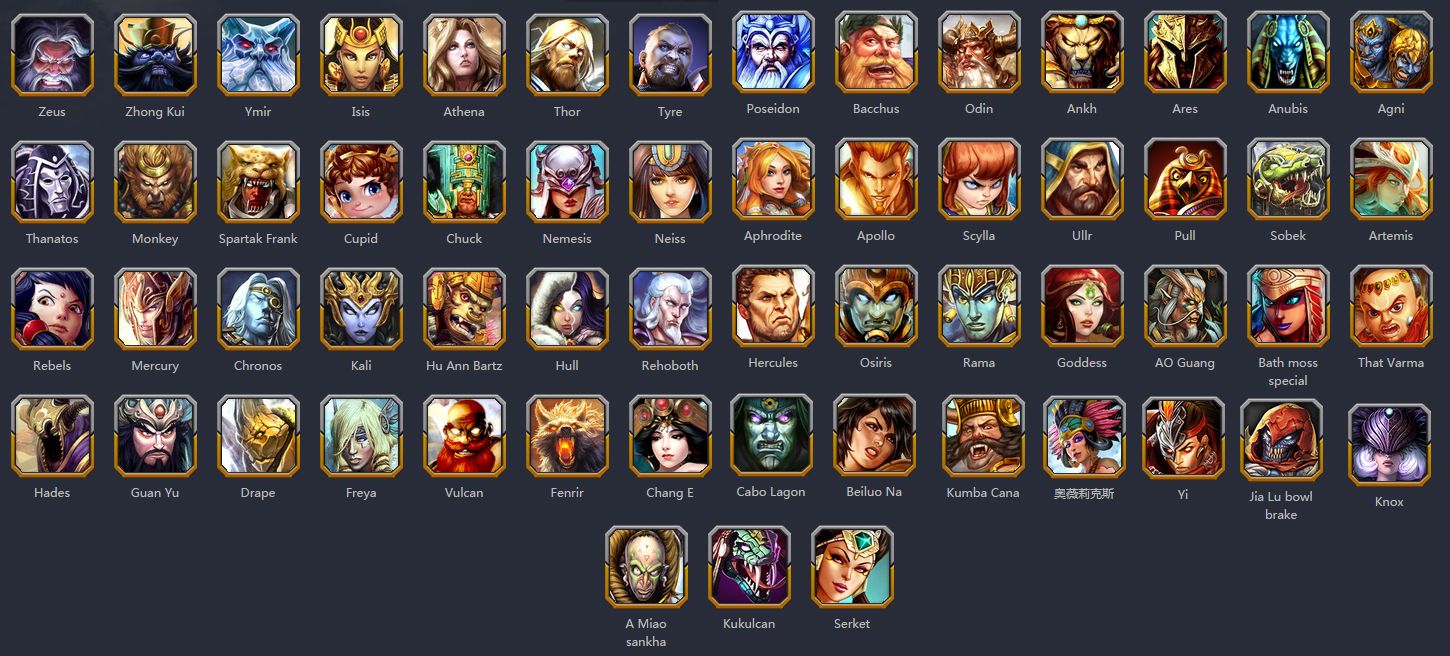 Zeus
Zhong Kui
Ymir
Isis
Athena
Thor
Tyre
Poseidon
Bacchus
Odin
Ankh
Ares
Anubis
Agni
Thanatos
Monkey
Spartak Frank
Cupid
Chuck
Nemesis
Neiss
Aphrodite
Apollo
Scylla
Ullr
Pull
Sobek
Artemis
Rebels
Mercury
Chronos
Kali
Hu Ann Bartz
Hull
Rehoboth
Hercules
Osiris
Rama
Goddess
AO Guang
Bath moss
special
That Varma
Hades
Guan Yu
Drape
Freya
Vulcan
Fenrir
Chang E
Cabo Lagon
Beiluo Na
Kumba Cana
奥薇莉克斯
Yi
Jia Lu bowl
brake
Knox
A Miao
sankha
Kukulcan
Serket